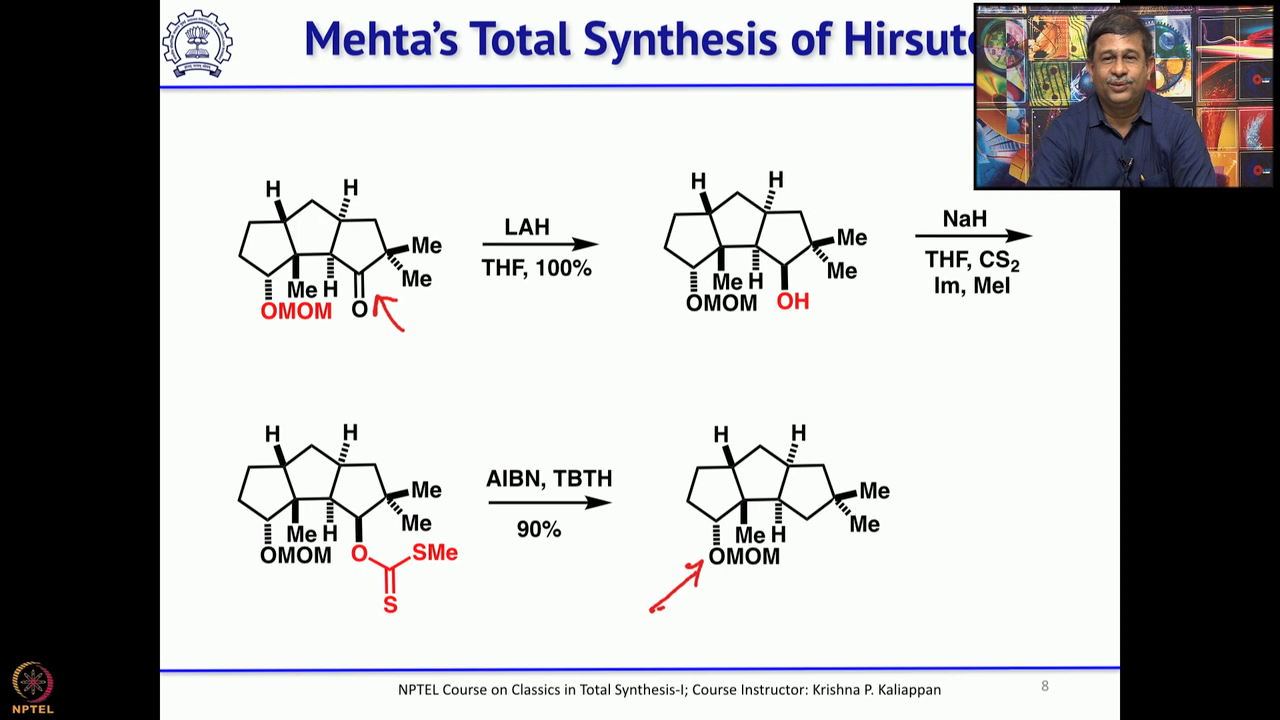 Mehta's Total Synthesis of Hirsute
H H
Me
Me
Me H
OMOM O
LAH
THF, 100%
H H
Me
Me
Me H
OMOM OH
NaH
THF, CS2
Im, MeI
H H
Me
Me
Me H
OMOM O SMe
S
AIBN, TBTH
90%
H H
Me
Me
Me H
OMOM
NPTEL
NPTEL Course on Classics in Total Synthesis-I; Course Instructor: Krishna P. Kaliappan
8